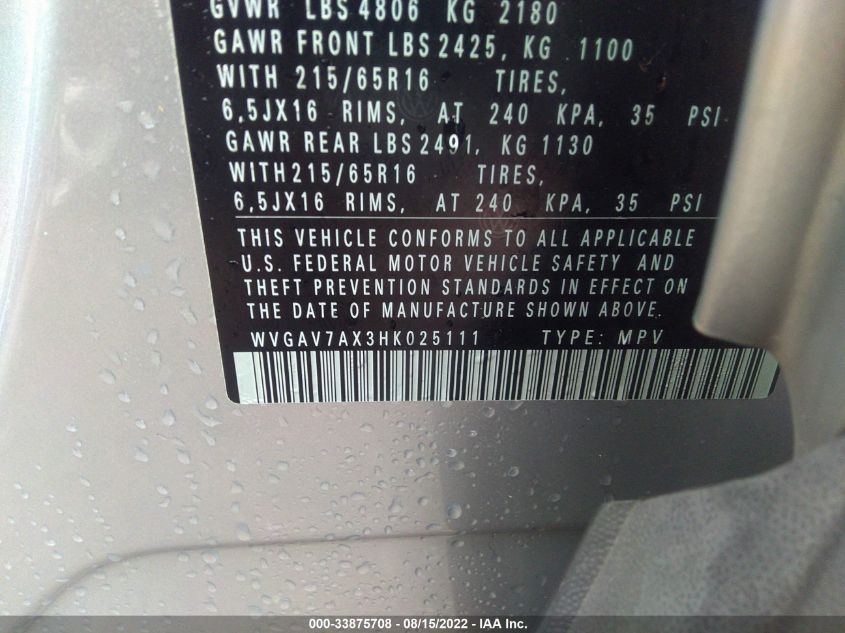 GVWR LBS 4806 KG 2180
GAWR FRONT LBS 2425, KG 1100
WITH 215/65R16 TIRES,
6,5JX16 RIMS, AT 240 KPA, 35 PSI
GAWR REAR LBS 2491, KG 1130
WITH215/65R16 TIRES,
6,5JX16 RIMS, AT 240 KPA, 35 PSI
THIS VEHICLE CONFORMS TO ALL APPLICABLE
U.S. FEDERAL MOTOR VEHICLE SAFETY AND
THEFT PREVENTION STANDARDS IN EFFECT ON
THE DATE OF MANUFACTURE SHOWN ABOVE.
WVGAV7AX3HK025111 TYPE: MPV
000-33875708 - 08/15/2022 - IAA Inc.